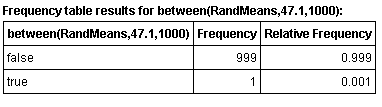 Frequency table results for between(RandMeans,47.1,1000):
between(RandMeans,47.1,1000) Frequency Relative Frequency
false 999 0.999
true 1 0.001